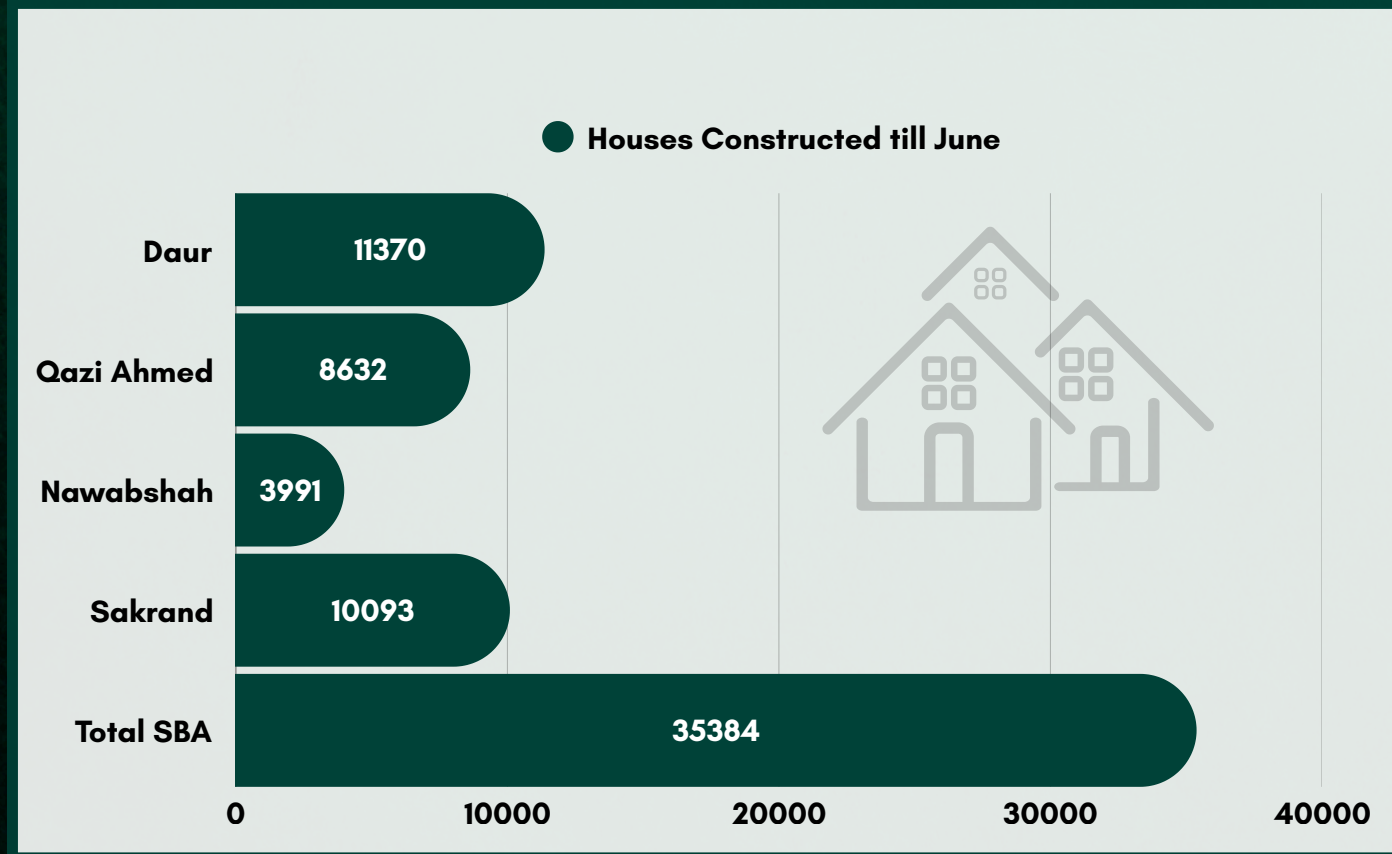 Houses Constructed till June
Daur
11370
Qazi Ahmed
8632
Nawabshah
3991
Sakrand
10093
Total SBA
35384
0 10000 20000 30000 40000